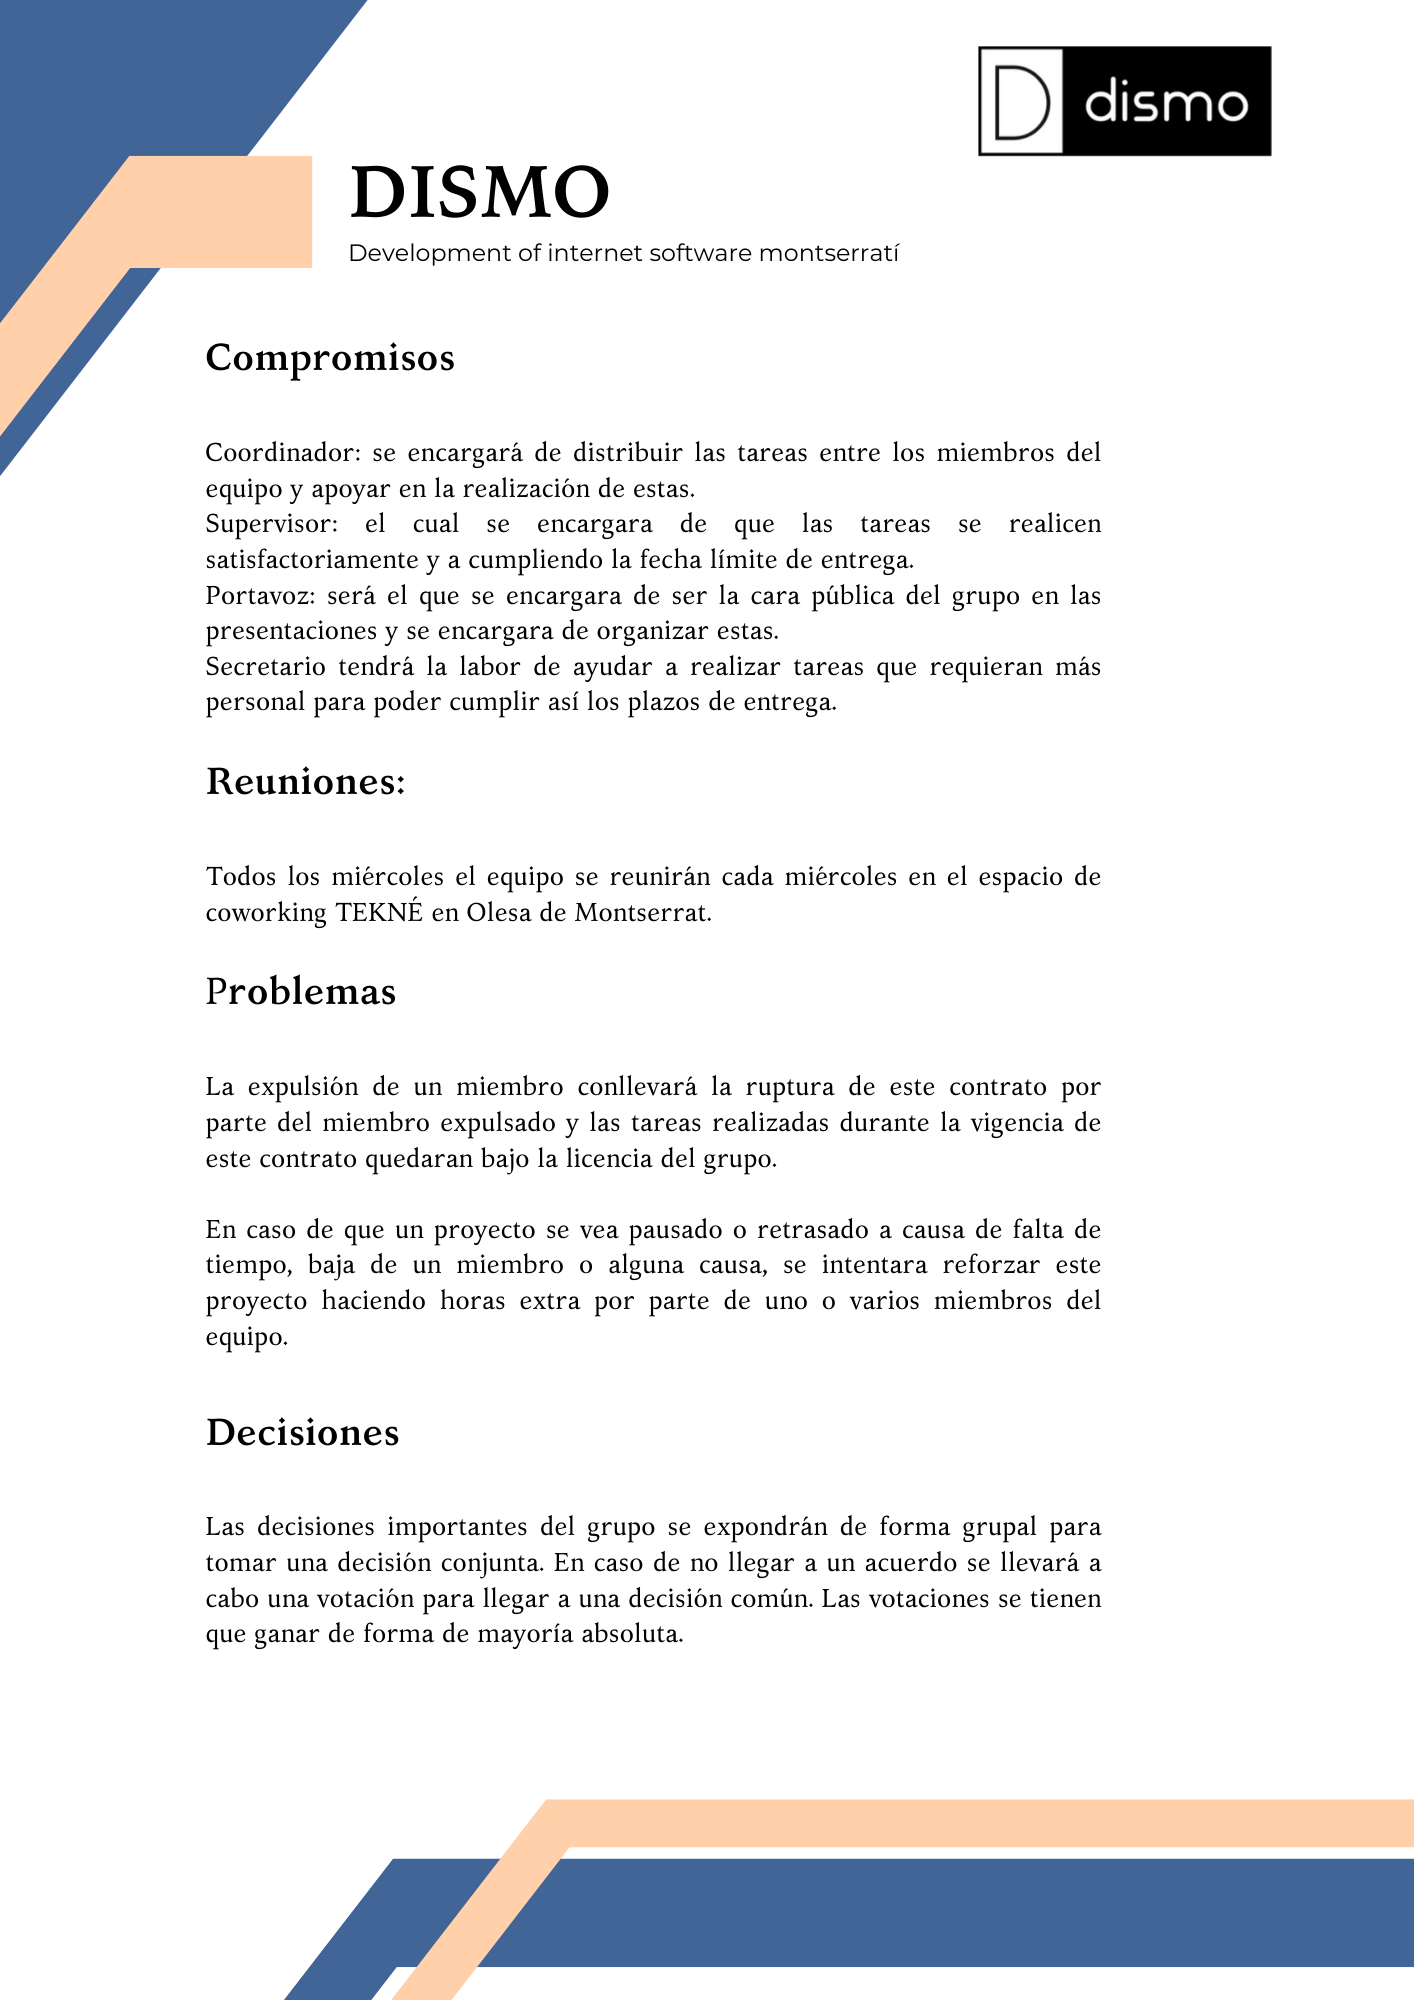 D dismo
DISMO
Development of internet software montserratí
Compromisos
Coordinador: se encargará de distribuir las tareas entre los miembros del
equipo y apoyar en la realización de estas.
Supervisor: el cual se encargara de que las tareas se realicen
satisfactoriamente y a cumpliendo la fecha límite de entrega.
Portavoz: será el que se encargara de ser la cara pública del grupo en las
presentaciones y se encargara de organizar estas.
Secretario tendrá la labor de ayudar a realizar tareas que requieran más
personal para poder cumplir así los plazos de entrega.
Reuniones:
Todos los miércoles el equipo se reunirán cada miércoles en el espacio de
coworking TEKNÉ en Olesa de Montserrat.
Problemas
La expulsión de un miembro conllevará la ruptura de este contrato por
parte del miembro expulsado y las tareas realizadas durante la vigencia de
este contrato quedaran bajo la licencia del grupo.
En caso de que un proyecto se vea pausado o retrasado a causa de falta de
tiempo, baja de un miembro o alguna causa, se intentara reforzar este
proyecto haciendo horas extra por parte de uno o varios miembros del
equipo.
Decisiones
Las decisiones importantes del grupo se expondrán de forma grupal para
tomar una decisión conjunta. En caso de no llegar a un acuerdo se llevará a
cabo una votación para llegar a una decisión común. Las votaciones se tienen
que ganar de forma de mayoría absoluta.